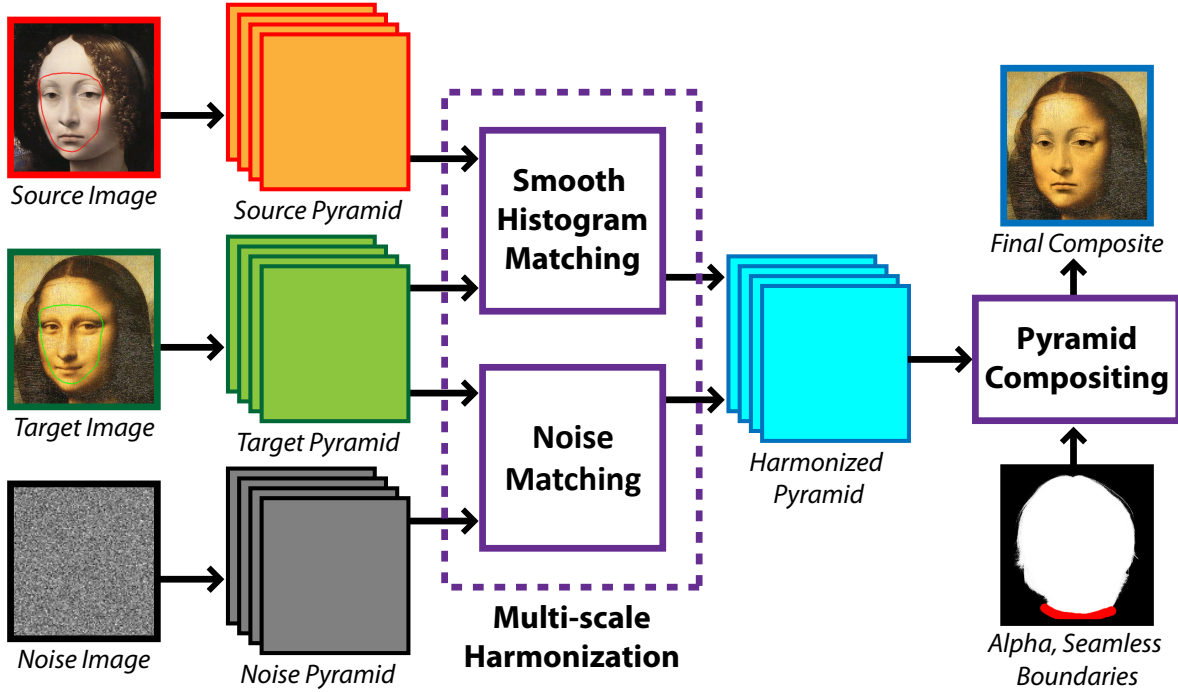 Source Image
Source Pyramid
Smooth
Histogram
Matching
Final Composite
Target Image
Target Pyramid
Noise
Matching
Harmonized
Pyramid
Pyramid
Compositing
Noise Image
Noise Pyramid
Multi-scale
Harmonization
Alpha, Seamless
Boundaries